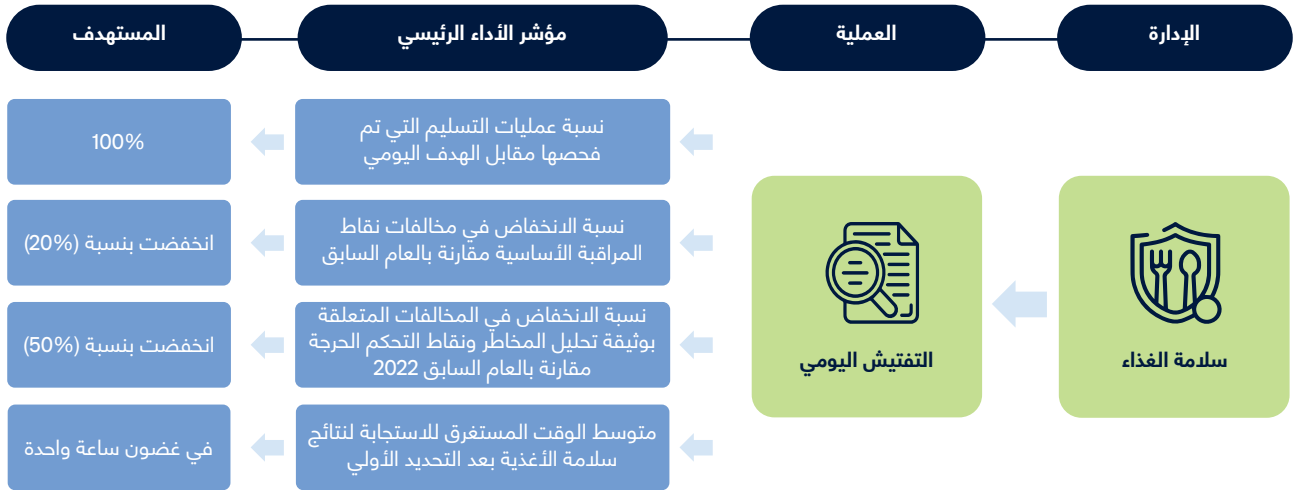 الإدارة
العملية
مؤشر الأداء الرئيسي
المستهدف
سلامة الغذاء
التفتيش اليومي
نسبة عمليات التسليم التي تم
فحصها مقابل الهدف اليومي
100%
نسبة الانخفاض في مخالفات نقاط
المراقبة الأساسية مقارنة بالعام السابق
انخفضت بنسبة (20%)
نسبة الانخفاض في المخالفات المتعلقة
بوثيقة تحليل المخاطر ونقاط التحكم الحرجة
مقارنة بالعام السابق 2022
انخفضت بنسبة (50%)
متوسط الوقت المستغرق للاستجابة لنتائج
سلامة الأغذية بعد التحديد الأولي
في غضون ساعة واحدة